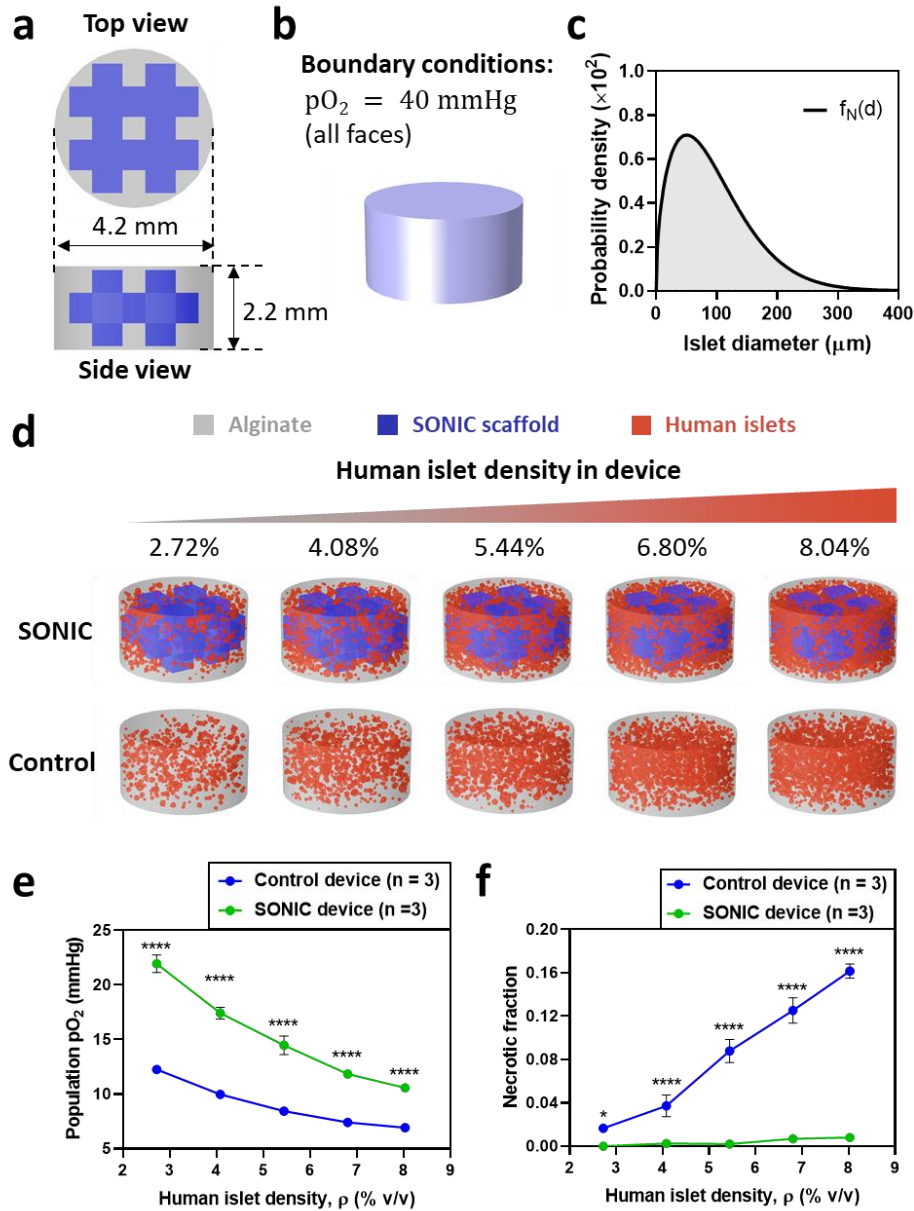 a
Top view
4.2 mm
2.2 mm
Side view
b
Boundary conditions:
pO₂ = 40 mmHg
(all faces)
c
Probability density (×10²)
1.0
0.8
0.6
0.4
0.2
0.0
f_N(d)
0 100 200 300 400
Islet diameter (μm)
d
Alginate SONIC scaffold Human islets
Human islet density in device
2.72% 4.08% 5.44% 6.80% 8.04%
SONIC
Control
e
Control device (n = 3)
SONIC device (n =3)
Population pO₂ (mmHg)
25
20
15
10
5
**** **** **** **** ****
2 3 4 5 6 7 8 9
Human islet density, ρ (% v/v)
f
Control device (n = 3)
SONIC device (n =3)
Necrotic fraction
0.20
0.16
0.12
0.08
0.04
0.00
* **** **** **** ****
2 3 4 5 6 7 8 9
Human islet density, ρ (% v/v)